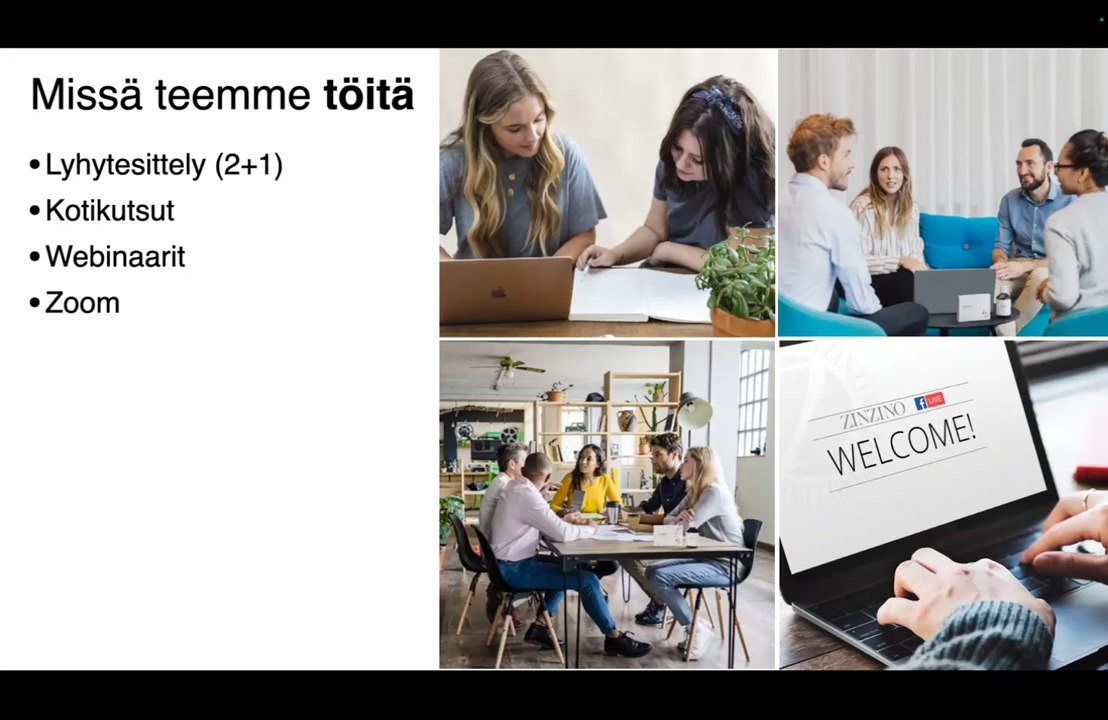 Missä teemme töitä
• Lyhytesittely (2+1)
• Kotikutsut
• Webinaarit
• Zoom
ZINZINO f LIVE
WELCOME!